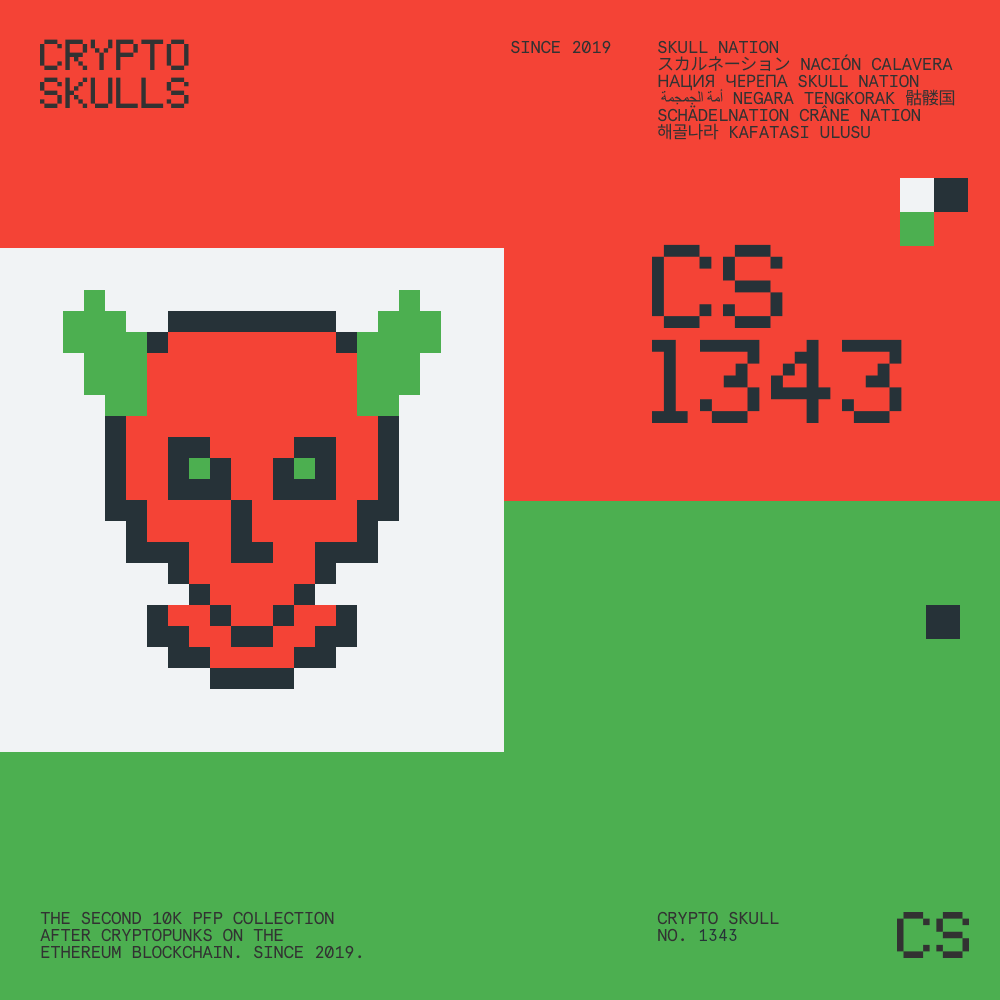 CRYPTO
SKULLS
SINCE 2019
SKULL NATION
スカルネーション NACIÓN CALAVERA
НАЦИЯ ЧЕРЕПА SKULL NATION
أمة الجمجمة NEGARA TENGKORAK 骷髅国
SCHÄDELNATION CRÂNE NATION
해골나라 KAFATASI ULUSU
CS
1343
THE SECOND 10K PFP COLLECTION
AFTER CRYPTOPUNKS ON THE
ETHEREUM BLOCKCHAIN. SINCE 2019.
CRYPTO SKULL
NO. 1343
CS